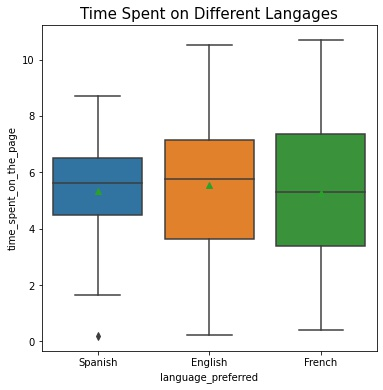 Time Spent on Different Langages
time_spent_on_the_page
10
8
6
4
2
0
Spanish English French
language_preferred